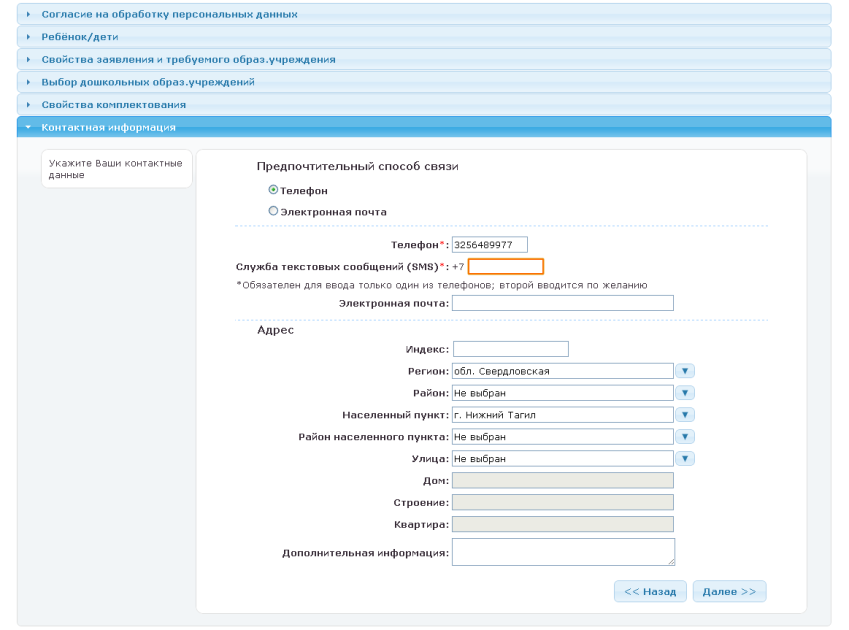 Согласие на обработку персональных данных
Ребёнок/дети
Свойства заявления и требуемого образ.учреждения
Выбор дошкольных образ.учреждений
Свойства комплектования
Контактная информация
Укажите Ваши контактные
данные
Предпочтительный способ связи
Телефон
Электронная почта
Телефон*: 3256489977
Служба текстовых сообщений (SMS)*: +7
*Обязателен для ввода только один из телефонов; второй вводится по желанию
Электронная почта:
Адрес
Индекс:
Регион: обл. Свердловская
Район: Не выбран
Населенный пункт: г. Нижний Тагил
Район населенного пункта: Не выбран
Улица: Не выбран
Дом:
Строение:
Квартира:
Дополнительная информация:
<< Назад Далее >>